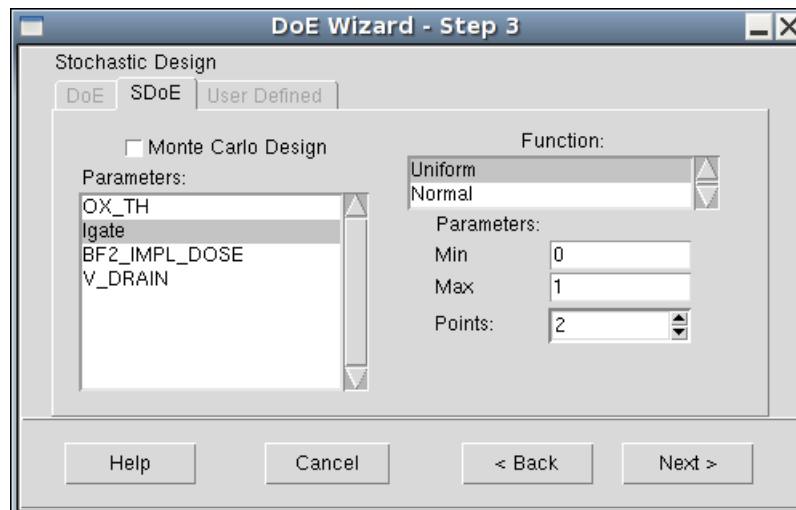 DoE Wizard - Step 3
Stochastic Design
DoE SDoE User Defined
Monte Carlo Design
Parameters:
OX_TH
Igate
BF2_IMPL_DOSE
V_DRAIN
Function:
Uniform
Normal
Parameters:
Min 0
Max 1
Points: 2
Help Cancel < Back Next >